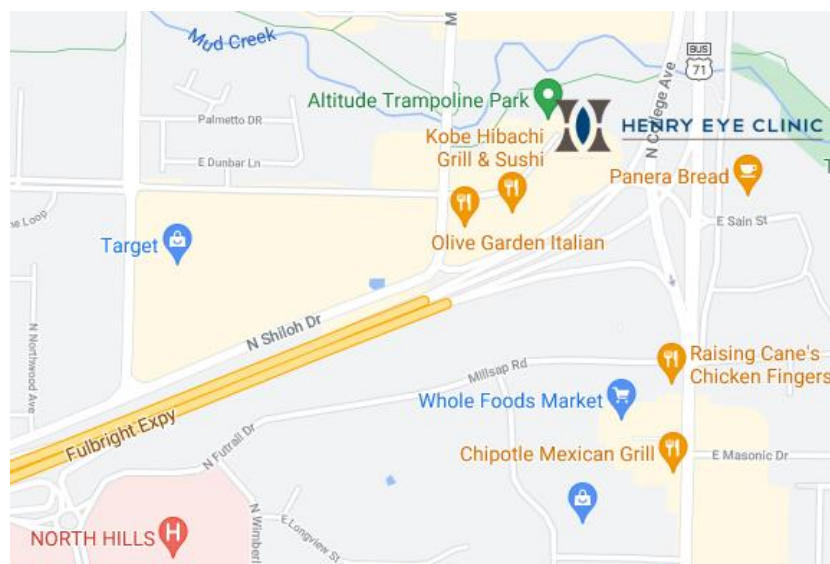 Mud Creek
M
BUS
71
N College Ave
Altitude Trampoline Park
HENRY EYE CLINIC
Palmetto DR
Kobe Hibachi
Grill & Sushi
E Dunbar Ln
Panera Bread
T
ne Loop
E Sain St
Target
Olive Garden Italian
N Shiloh Dr
N Northwood Ave
Millsap Rd
Raising Cane's
Chicken Fingers
Whole Foods Market
Fulbright Expy
N Futrall Dr
Chipotle Mexican Grill
E Masonic Dr
N Wimberl
E Longview St
NORTH HILLS
H